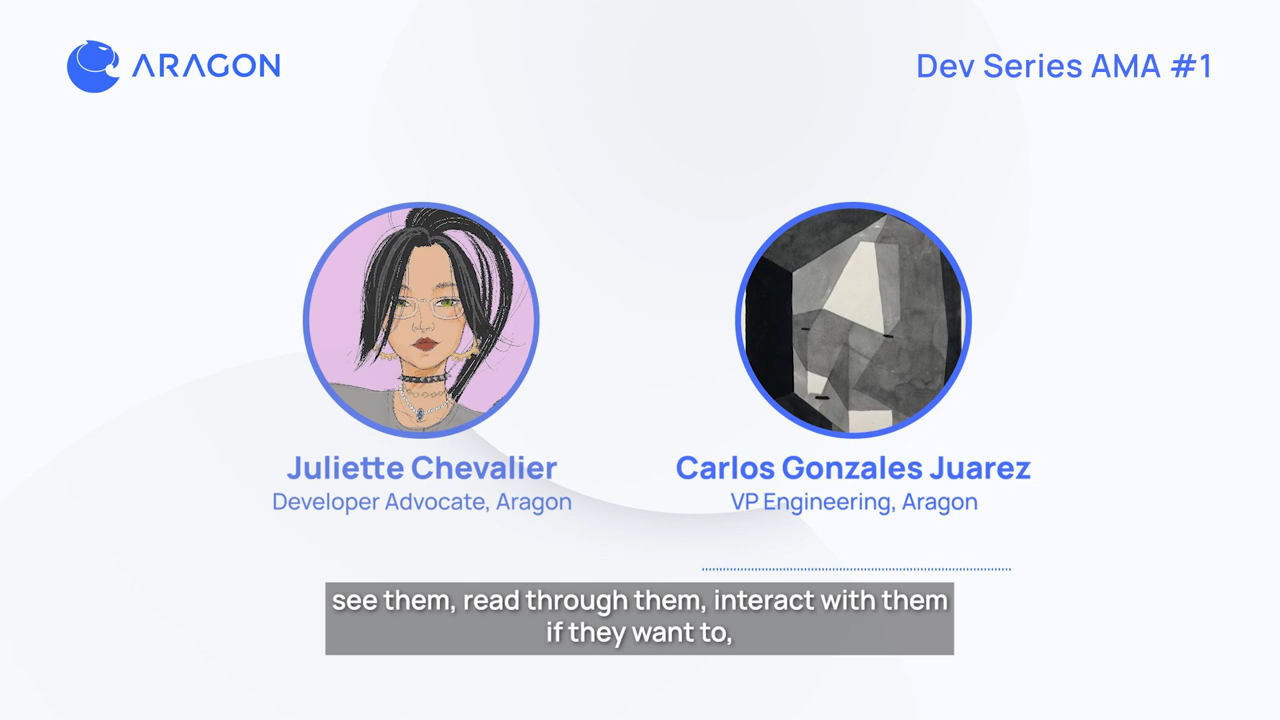 ARAGON
Dev Series AMA #1
Juliette Chevalier
Developer Advocate, Aragon
Carlos Gonzales Juarez
VP Engineering, Aragon
see them, read through them, interact with them
if they want to,